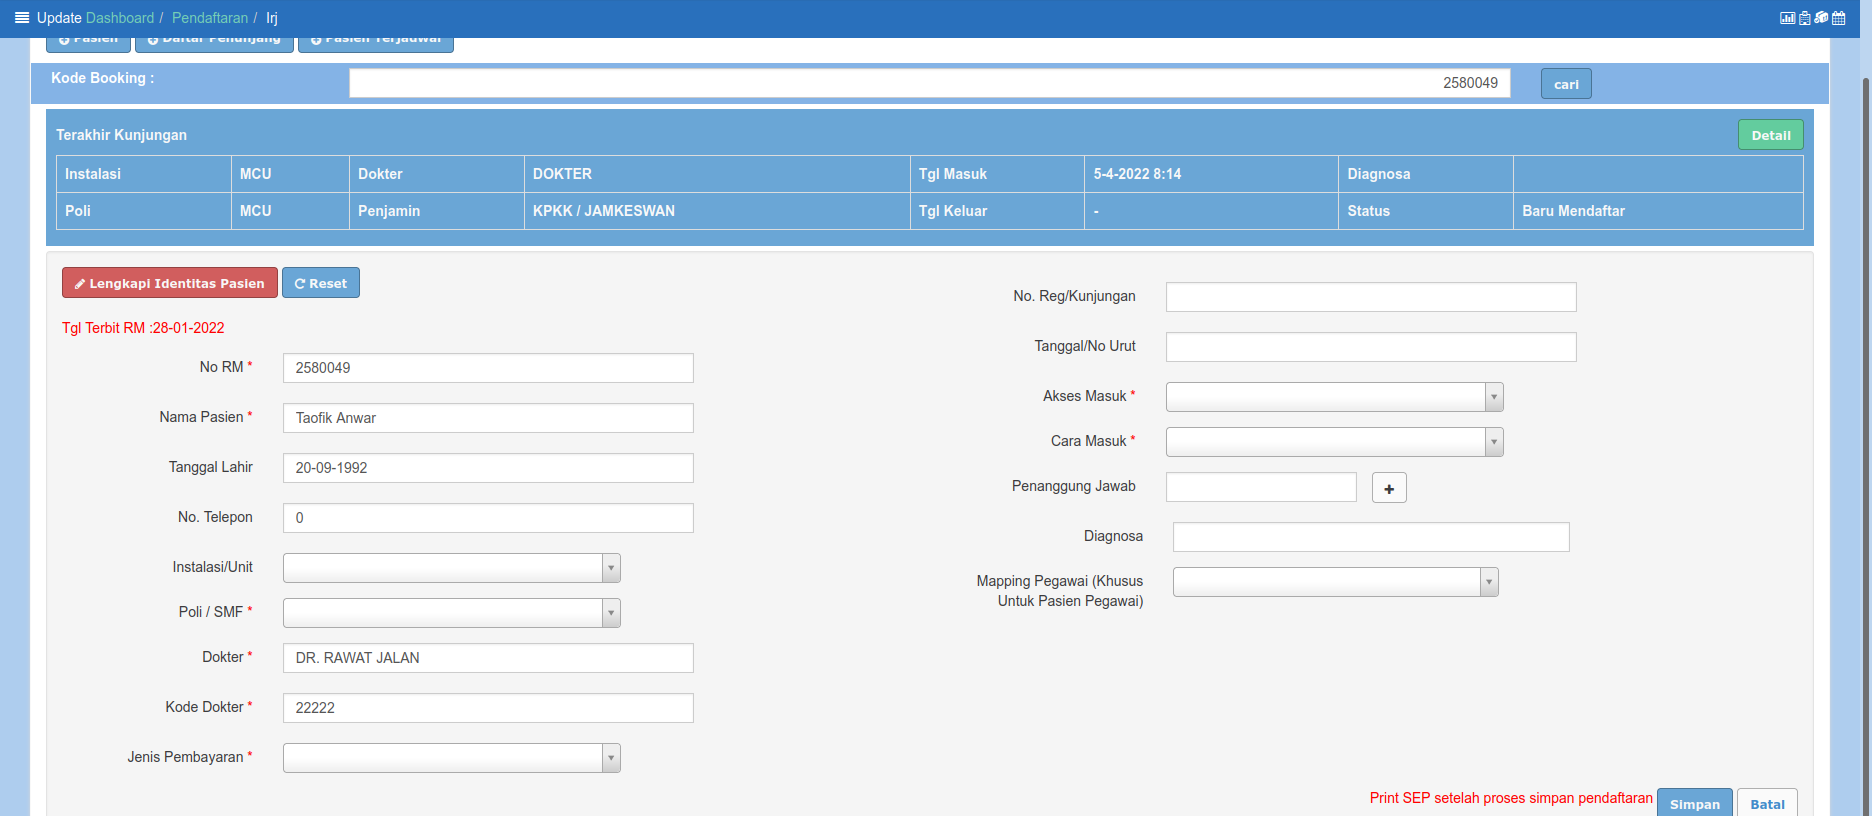 Update Dashboard / Pendaftaran / Irj
Pasien Daftar Penunjang Pasien Terjadwal
Kode Booking : 2580049 cari
Terakhir Kunjungan Detail
Instalasi MCU Dokter DOKTER Tgl Masuk 5-4-2022 8:14 Diagnosa
Poli MCU Penjamin KPKK / JAMKESWAN Tgl Keluar - Status Baru Mendaftar
Lengkapi Identitas Pasien Reset
Tgl Terbit RM :28-01-2022
No RM * 2580049
Nama Pasien * Taofik Anwar
Tanggal Lahir 20-09-1992
No. Telepon 0
Instalasi/Unit
Poli / SMF *
Dokter * DR. RAWAT JALAN
Kode Dokter * 22222
Jenis Pembayaran *
No. Reg/Kunjungan
Tanggal/No Urut
Akses Masuk *
Cara Masuk *
Penanggung Jawab
Diagnosa
Mapping Pegawai (Khusus
Untuk Pasien Pegawai)
Print SEP setelah proses simpan pendaftaran Simpan Batal